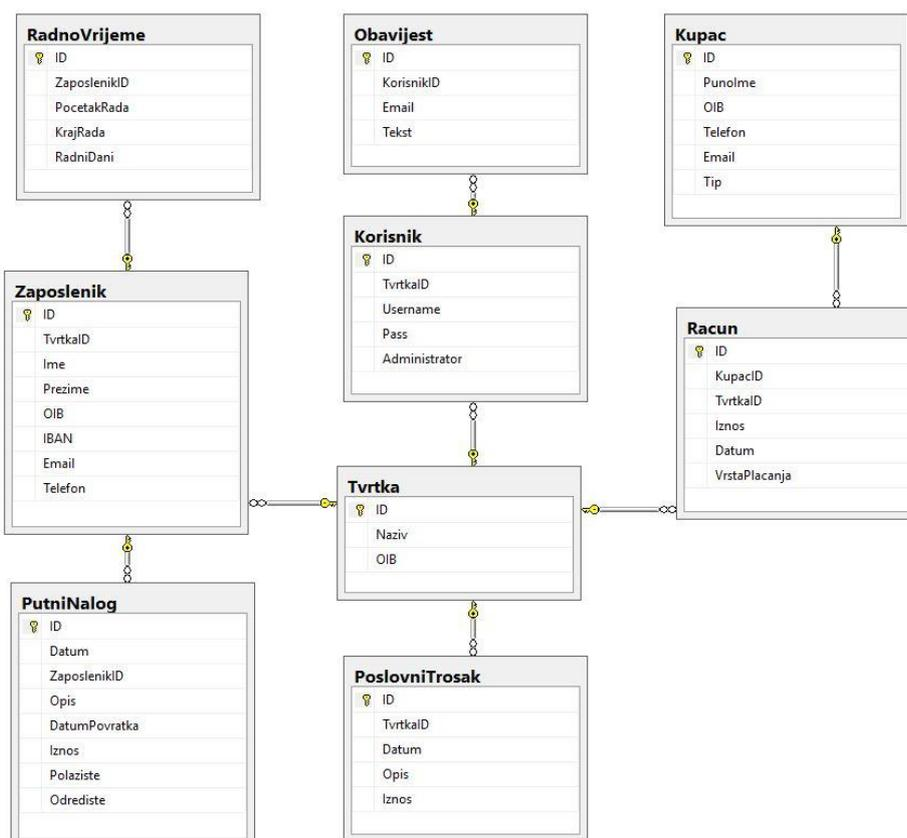 RadnoVrijeme
ID
ZaposlenikID
PocetakRada
KrajRada
RadniDani
Obavijest
ID
KorisnikID
Email
Tekst
Kupac
ID
PunoIme
OIB
Telefon
Email
Tip
Korisnik
ID
TvrtkaID
Username
Pass
Administrator
Zaposlenik
ID
TvrtkaID
Ime
Prezime
OIB
IBAN
Email
Telefon
Racun
ID
KupacID
TvrtkaID
Iznos
Datum
VrstaPlacanja
Tvrtka
ID
Naziv
OIB
PutniNalog
ID
Datum
ZaposlenikID
Opis
DatumPovratka
Iznos
Polaziste
Odrediste
PoslovniTrosak
ID
TvrtkaID
Datum
Opis
Iznos